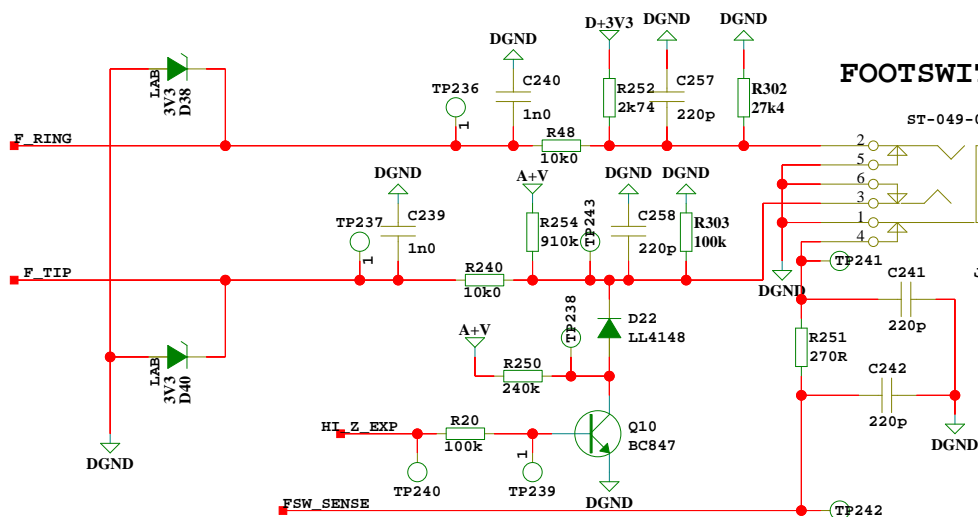 DGND
D+3V3
DGND
DGND
FOOTSWIT
LAB
3V3
D38
TP236
1
C240
1n0
R252
2k74
C257
220p
R302
27k4
ST-049-0
F_RING
R48
10k0
2
5
6
3
1
4
DGND
A+V
DGND
DGND
TP237
1
C239
1n0
R254
910k
TP243
C258
220p
R303
100k
F_TIP
R240
10k0
DGND
TP241
C241
220p
LAB
3V3
D40
A+V
TP238
D22
LL4148
R251
270R
R250
240k
C242
220p
HI_Z_EXP
R20
100k
1
Q10
BC847
DGND
DGND
TP240
TP239
DGND
FSW_SENSE
TP242